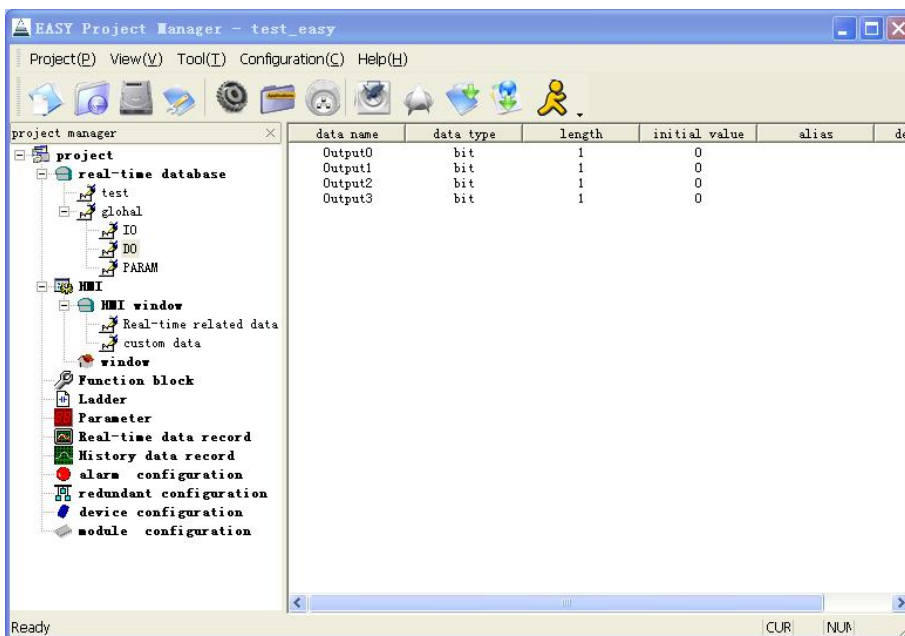 EASY Project Manager - test_easy
Project(P) View(V) Tool(T) Configuration(C) Help(H)
project manager
data name data type length initial value alias de
Output0 bit 1 0
Output1 bit 1 0
Output2 bit 1 0
Output3 bit 1 0
project
real-time database
test
glohal
IO
DO
PARAM
HMI
HMI window
Real-time related data
custom data
window
Function block
Ladder
Parameter
Real-time data record
History data record
alarm configuration
redundant configuration
device configuration
module configuration
Ready
CUR NUM